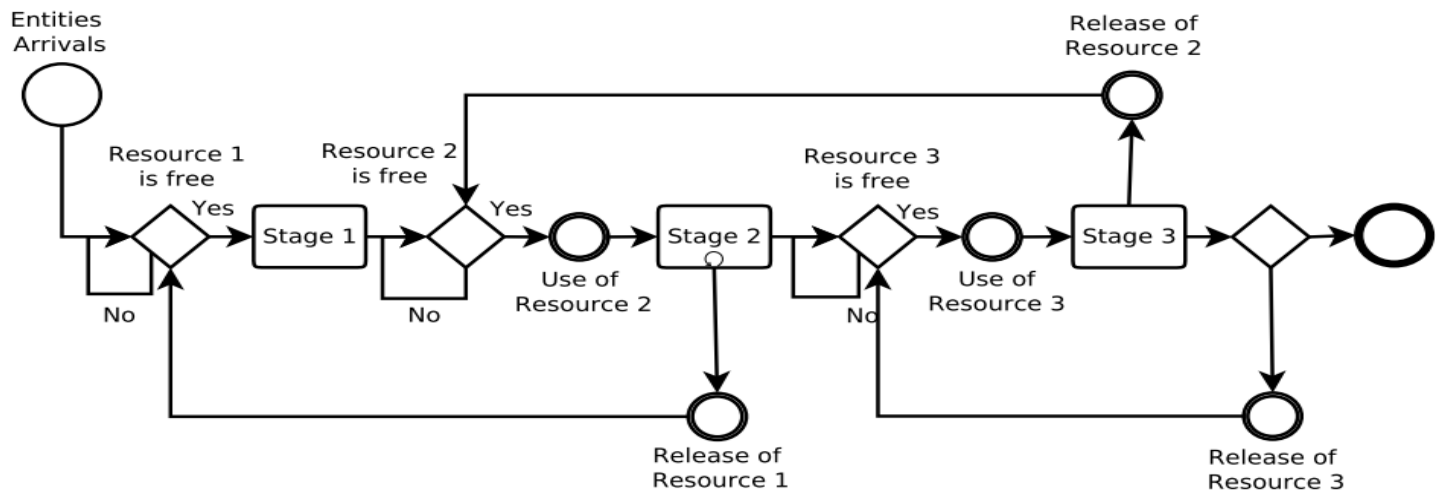 Entities
Arrivals
Release of
Resource 2
Resource 1
is free
Resource 2
is free
Resource 3
is free
Yes
Yes
Yes
Stage 1
Stage 2
Stage 3
Use of
Resource 2
Use of
Resource 3
No
No
No
Release of
Resource 1
Release of
Resource 3